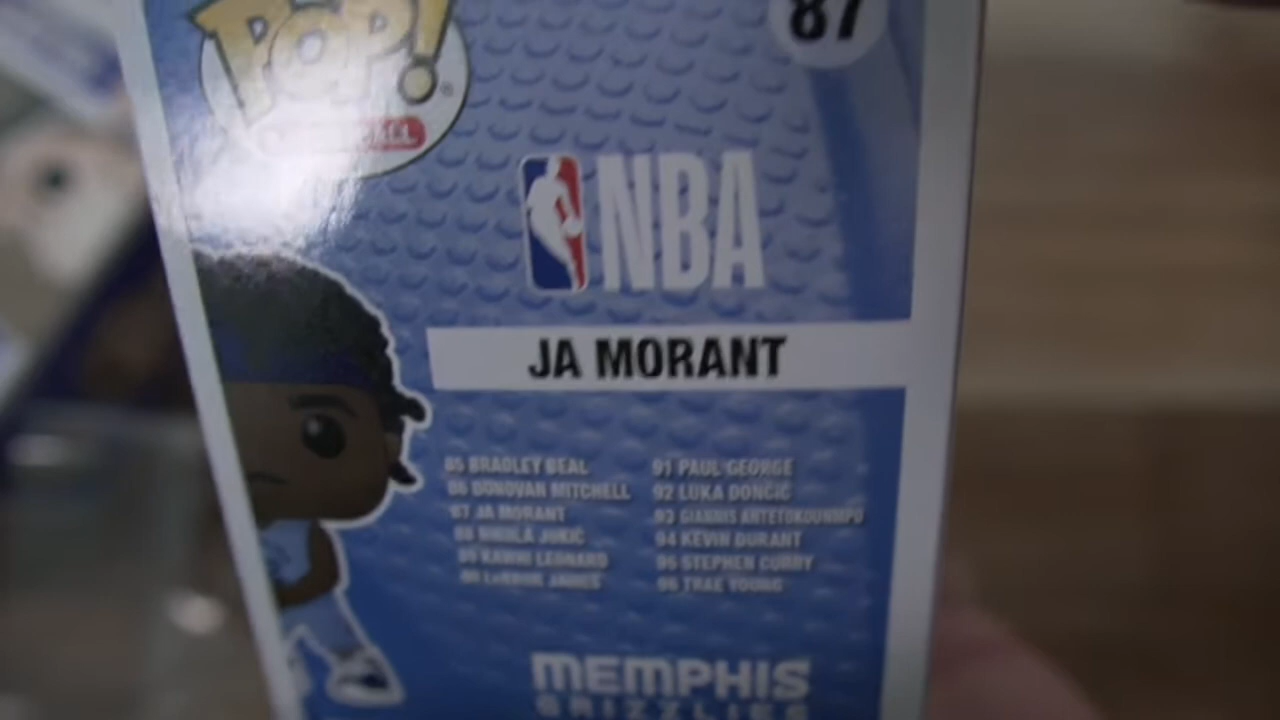 POP!
87
NBA
JA MORANT
85 BRADLEY BEAL
86 DONOVAN MITCHELL
87 JA MORANT
88 NIKOLA JOKIC
89 KAWHI LEONARD
90 LEBRON JAMES
91 PAUL GEORGE
92 LUKA DONČIĆ
93 GIANNIS ANTETOKOUNMPO
94 KEVIN DURANT
95 STEPHEN CURRY
96 TRAE YOUNG
MEMPHIS
GRIZZLIES